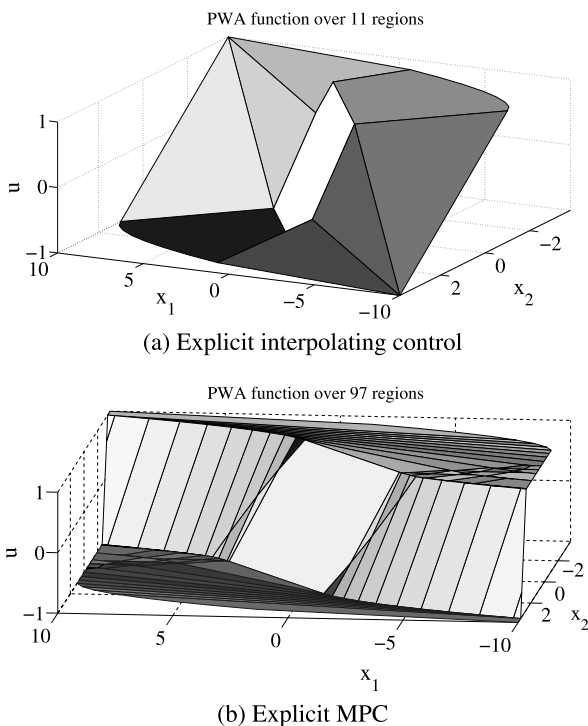 PWA function over 11 regions
1
0
−1
u
10
5
0
−5
−10
x1
2
0
−2
x2
(a) Explicit interpolating control
PWA function over 97 regions
1
0
−1
u
10
5
0
−5
−10
x1
2
0
−2
x2
(b) Explicit MPC